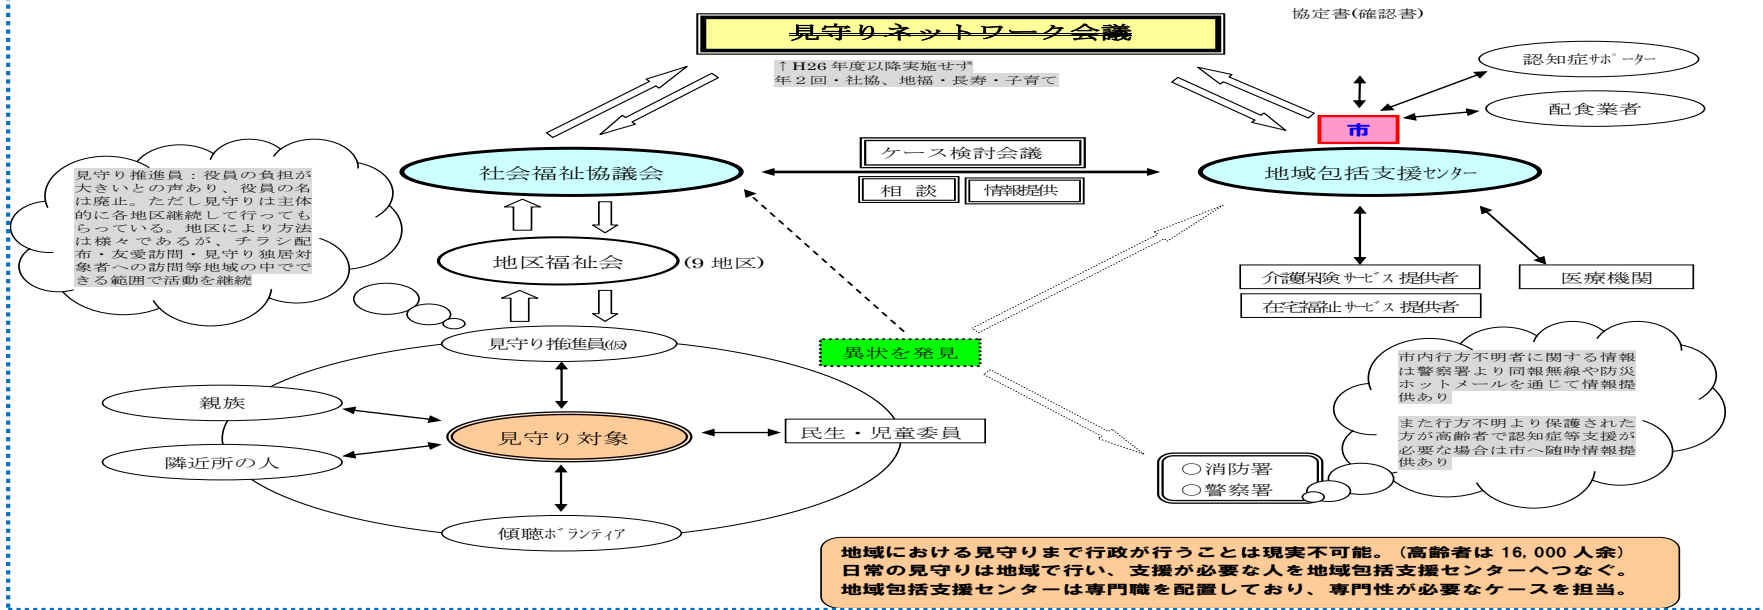 協定書(確認書)
見守りネットワーク会議
↑H26 年度以降実施せず
年２回・社協、地福・長寿・子育て
認知症ｻﾎﾟｰﾀｰ
配食業者
市
ケース検討会議
社会福祉協議会
地域包括支援ｾﾝﾀｰ
相 談
情報提供
見守り推進員：役員の負担が
大きいとの声あり、役員の名
は廃止。ただし見守りは主体
的に各地区継続して行っても
らっている。地区により方法
は様々であるが、チラシ配
布・友愛訪問・見守り独居対
象者への訪問等地域の中でで
きる範囲で活動を継続
地区福祉会
(9 地区)
介護保険ｻｰﾋﾞｽ提供者
医療機関
在宅福祉ｻｰﾋﾞｽ提供者
見守り推進員㈮
異状を発見
市内行方不明者に関する情報
は警察署より同報無線や防災
ホットメールを通じて情報提
供あり
また行方不明より保護された
方が高齢者で認知症等支援が
必要な場合は市へ随時情報提
供あり
親族
見守り対象
民生・児童委員
隣近所の人
○消防署
○警察署
傾聴ﾎﾞﾗﾝﾃｨｱ
地域における見守りまで行政が行うことは現実不可能。(高齢者は 16,000 人余)
日常の見守りは地域で行い、支援が必要な人を地域包括支援センターへつなぐ。
地域包括支援センターは専門職を配置しており、専門性が必要なケースを担当。